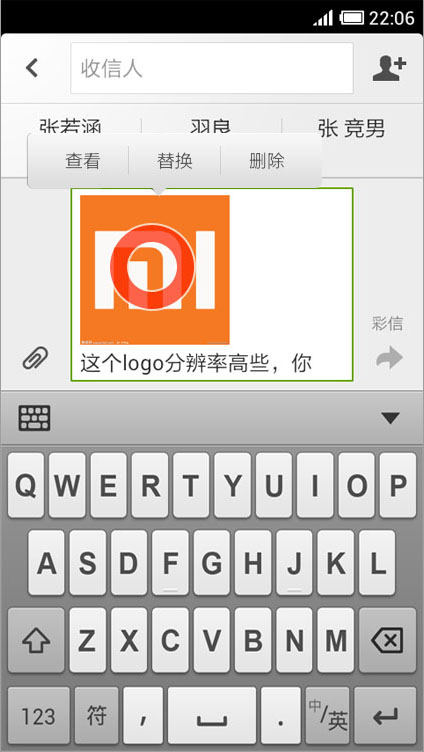 22:06
收信人
张若涵 羽良 张 竞男
查看 替换 删除
彩信
这个logo分辨率高些，你
Q W E R T Y U I O P
A S D F G H J K L
Z X C V B N M
123 符 , . 中/英